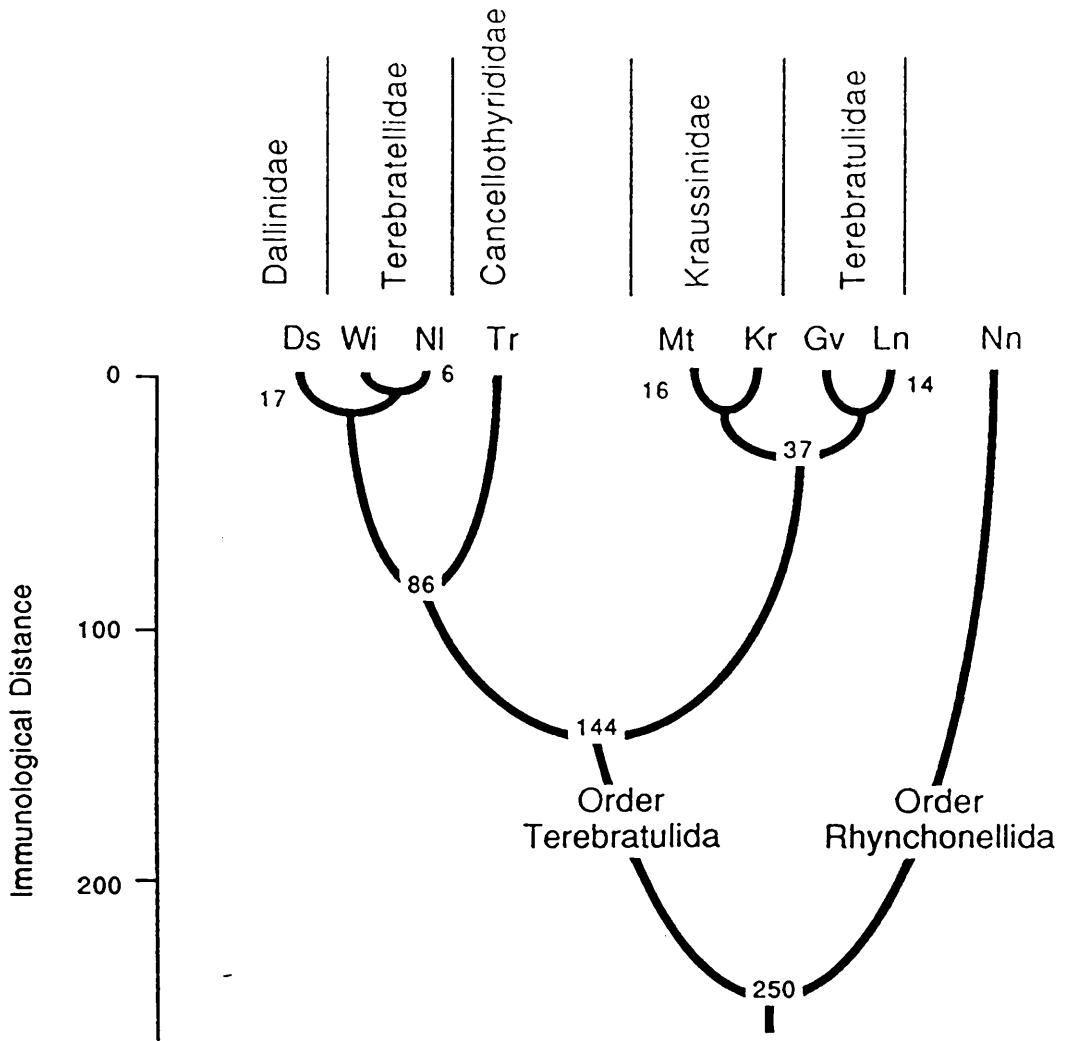 Dallinidae
Terebratellidae
Cancellothyrididae
Kraussinidae
Terebratulidae
Ds Wi Nl Tr Mt Kr Gv Ln Nn
0
17
6
16
14
37
86
100
144
Order
Terebratulida
Order
Rhynchonellida
200
250
Immunological Distance